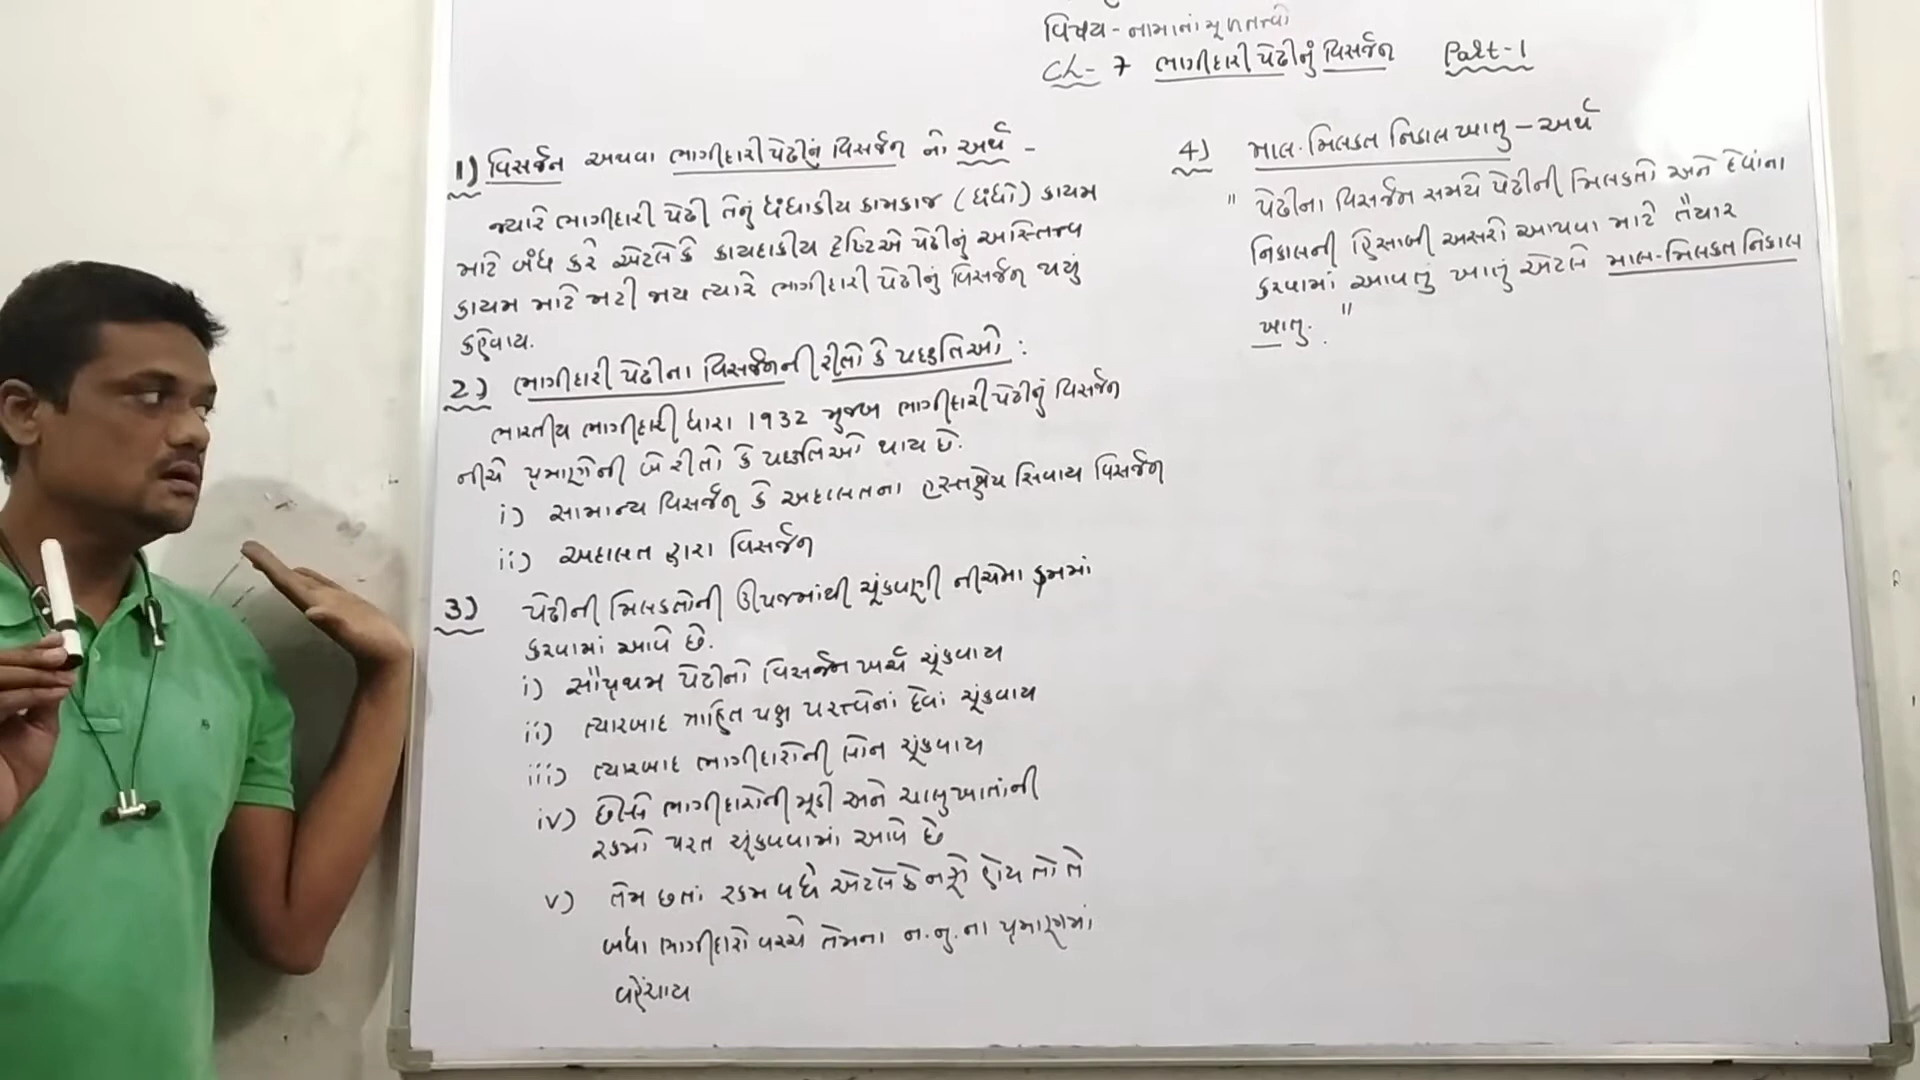 વિષય - નામાનાં મૂળતત્ત્વો
Ch- 7 ભાગીદારી પેઢીનું વિસર્જન Part-1
1) વિસર્જન અથવા ભાગીદારી પેઢીનું વિસર્જન નો અર્થ -
જ્યારે ભાગીદારી પેઢી તેનું ધંધાકીય કામકાજ (ધંધો) કાયમ
માટે બંધ કરે એટલે કે કાયદાકીય દ્રષ્ટિએ પેઢીનું અસ્તિત્વ
કાયમ માટે મટી જાય ત્યારે ભાગીદારી પેઢીનું વિસર્જન થયું
કહેવાય.
2) ભાગીદારી પેઢીના વિસર્જનની રીતો કે પધ્ધતિઓ :
ભારતીય ભાગીદારી ધારા 1932 મુજબ ભાગીદારી પેઢીનું વિસર્જન
નીચે પ્રમાણેની બે રીતો કે પધ્ધતિઓ થાય છે.
i) સામાન્ય વિસર્જન કે અદાલતના હસ્તક્ષેપ સિવાય વિસર્જન
ii) અદાલત દ્વારા વિસર્જન
3) પેઢીની મિલકતોની ઊપજમાંથી ચૂંકવણી નીચેના ક્રમમાં
કરવામાં આવે છે.
i) સૌપ્રથમ પેઢીનો વિસર્જન ખર્ચ ચૂંકવાય
ii) ત્યારબાદ ત્રાહિત પક્ષ પરત્વેનાં દેવાં ચૂંકવાય
iii) ત્યારબાદ ભાગીદારોની લોન ચૂંકવાય
iv) છેલ્લે ભાગીદારોની મૂડી અને ચાલુખાતાંની
રકમો પરત ચૂંકવવામાં આવે છે
v) તેમ છતાં રકમ વધે એટલે કે નફો હોય તો તે
બધા ભાગીદારો વચ્ચે તેમના ન.નુ.ના પ્રમાણમાં
વહેંચાય
4) માલ-મિલકત નિકાલ ખાતુ - અર્થ
" પેઢીના વિસર્જન સમયે પેઢીની મિલકતો અને દેવાંના
નિકાલની હિસાબી અસરો આપવા માટે તૈયાર
કરવામાં આવતું ખાતું એટલે માલ-મિલકત નિકાલ
ખાતુ. "